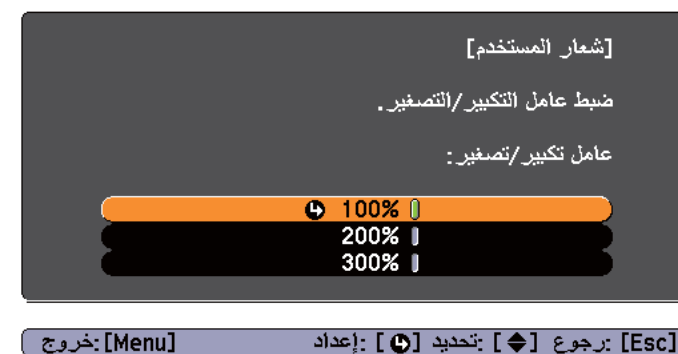 [شعار المستخدم]
ضبط عامل التكبير/التصغير.
عامل تكبير/تصغير:
100%
200%
300%
[Esc] :رجوع [◆] :تحديد [↵] :إعداد [Menu]:خروج